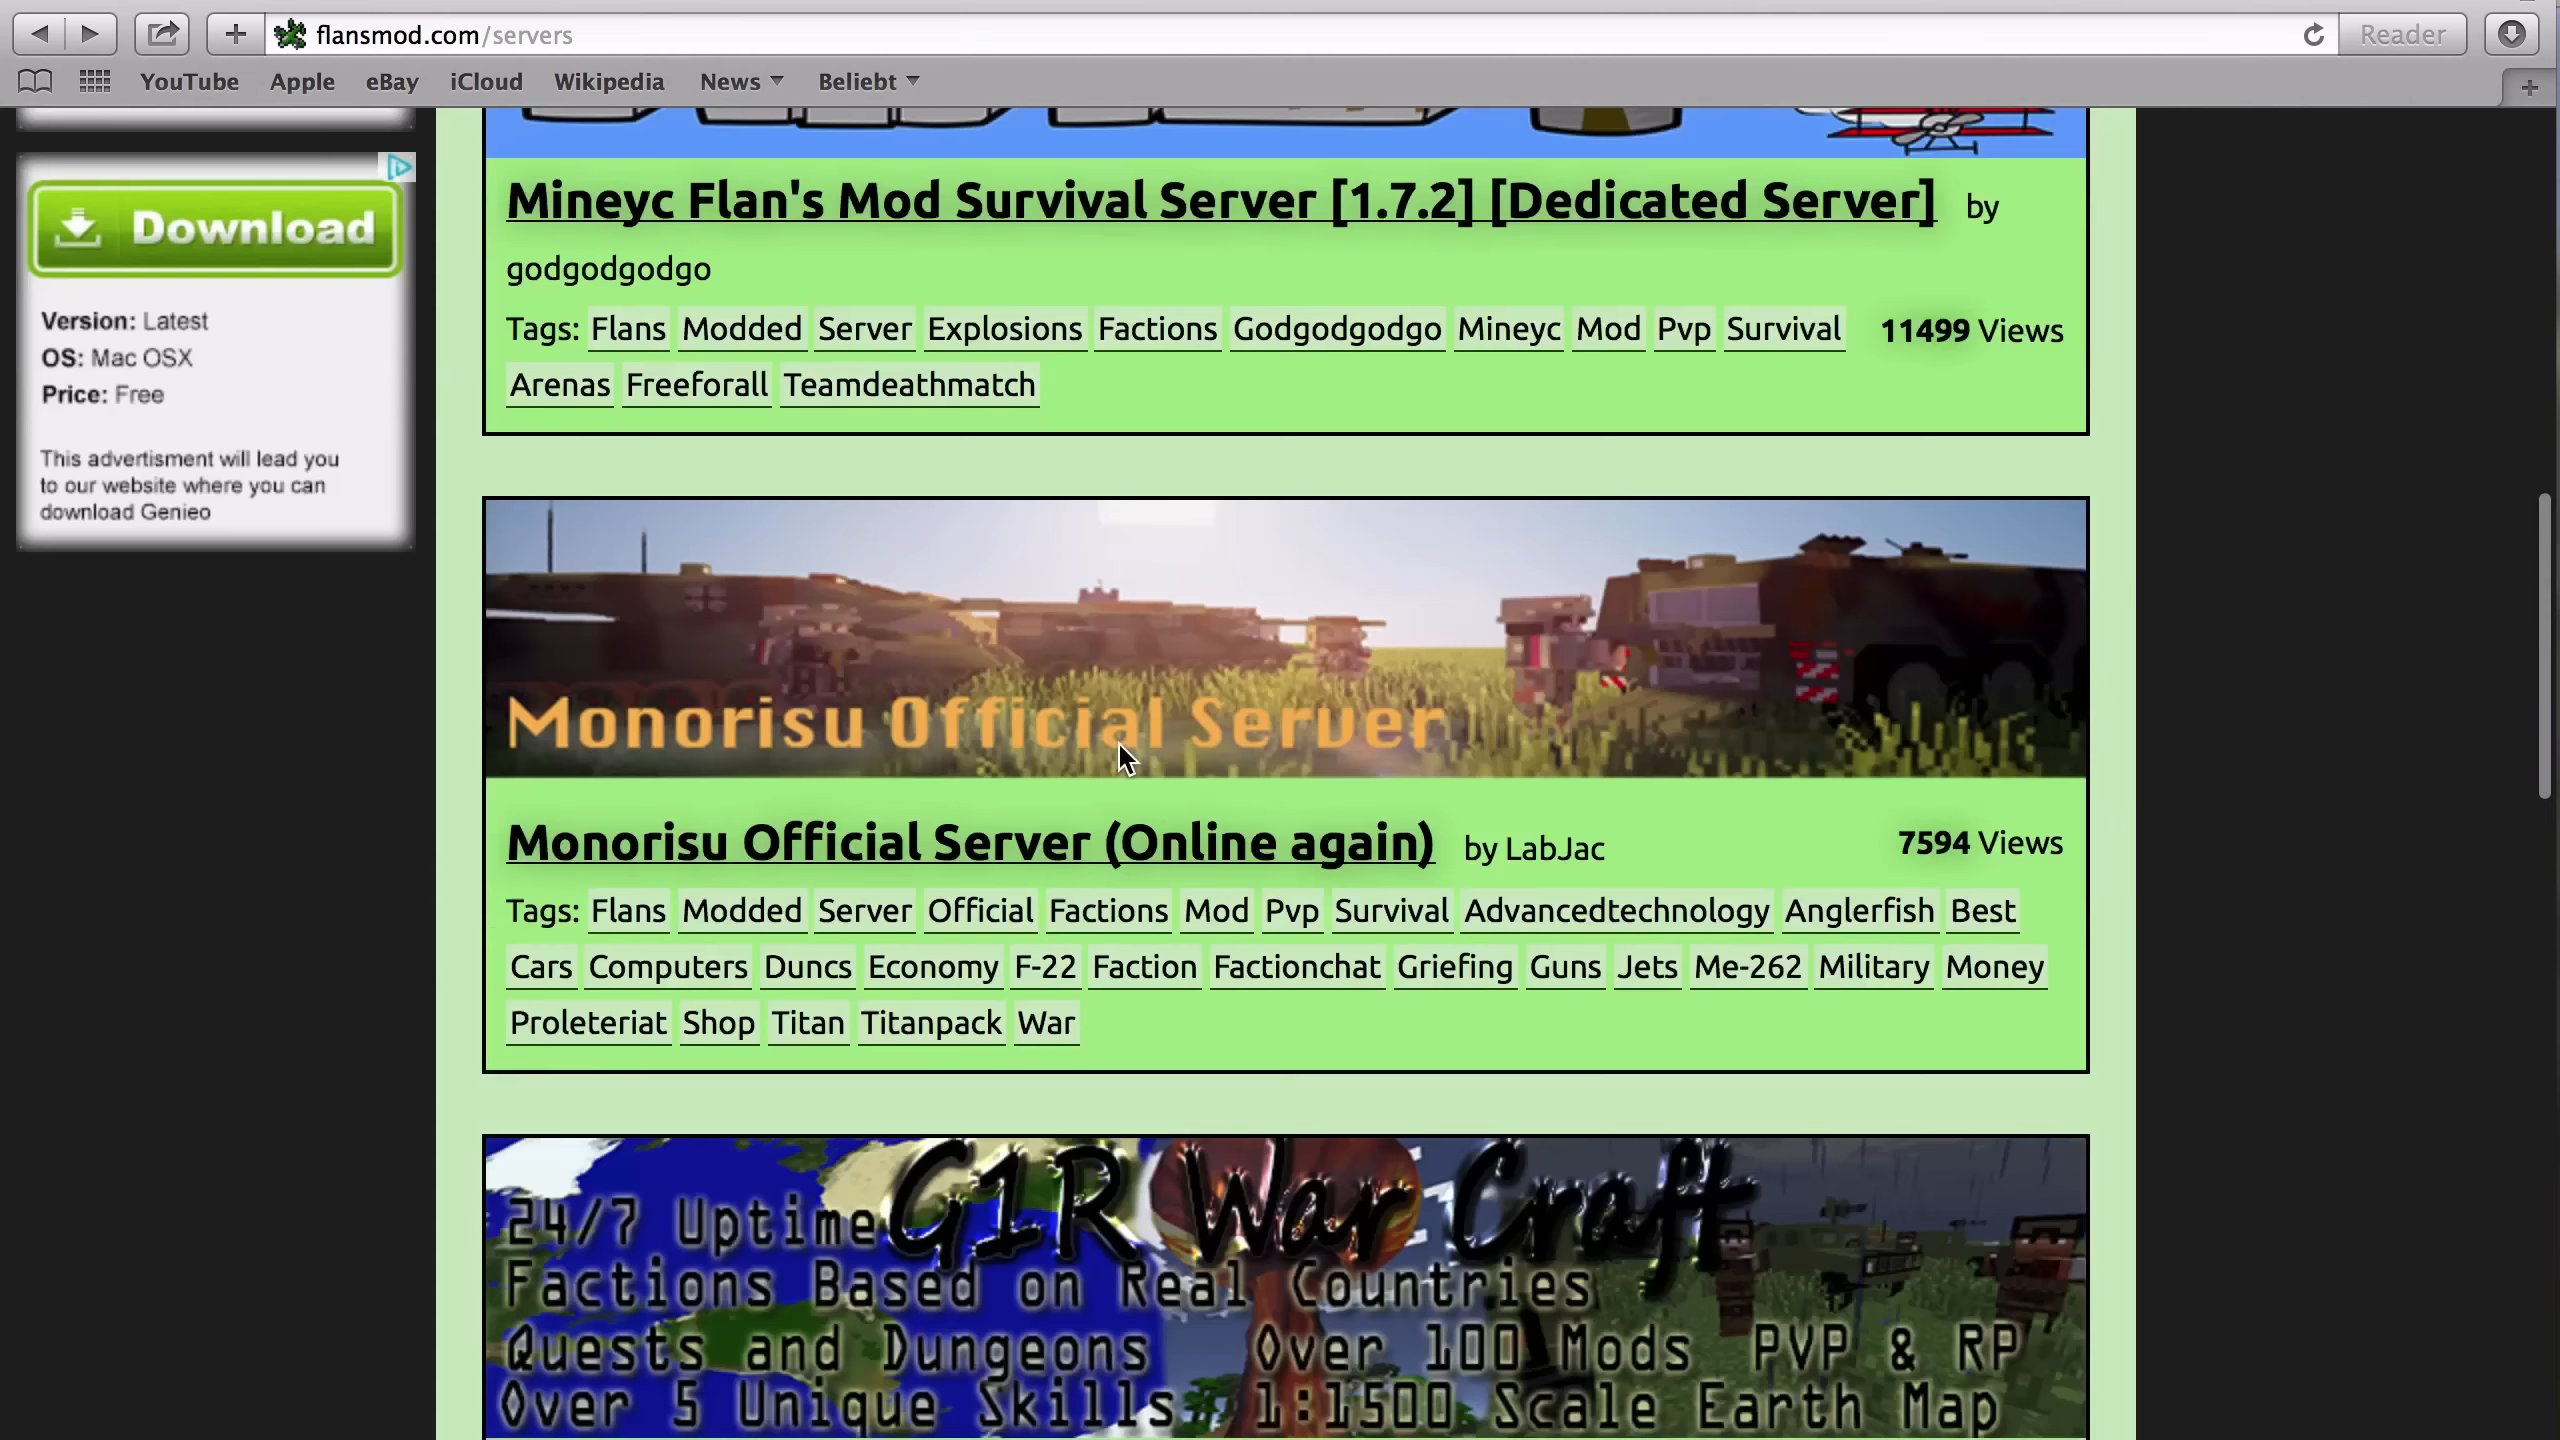 flansmod.com/servers
Reader
YouTube Apple eBay iCloud Wikipedia News Beliebt
Download
Version: Latest
OS: Mac OSX
Price: Free
This advertisment will lead you
to our website where you can
download Genieo
Mineyc Flan's Mod Survival Server [1.7.2] [Dedicated Server] by
godgodgodgo
Tags: Flans Modded Server Explosions Factions Godgodgodgo Mineyc Mod Pvp Survival 11499 Views
Arenas Freeforall Teamdeathmatch
Monorisu Official Server
Monorisu Official Server (Online again) by LabJac 7594 Views
Tags: Flans Modded Server Official Factions Mod Pvp Survival Advancedtechnology Anglerfish Best
Cars Computers Duncs Economy F-22 Faction Factionchat Griefing Guns Jets Me-262 Military Money
Proleteriat Shop Titan Titanpack War
24/7 Uptime G1R War Craft
Factions Based on Real Countries
Quests and Dungeons Over 100 Mods PVP & RP
Over 5 Unique Skills 1:1500 Scale Earth Map